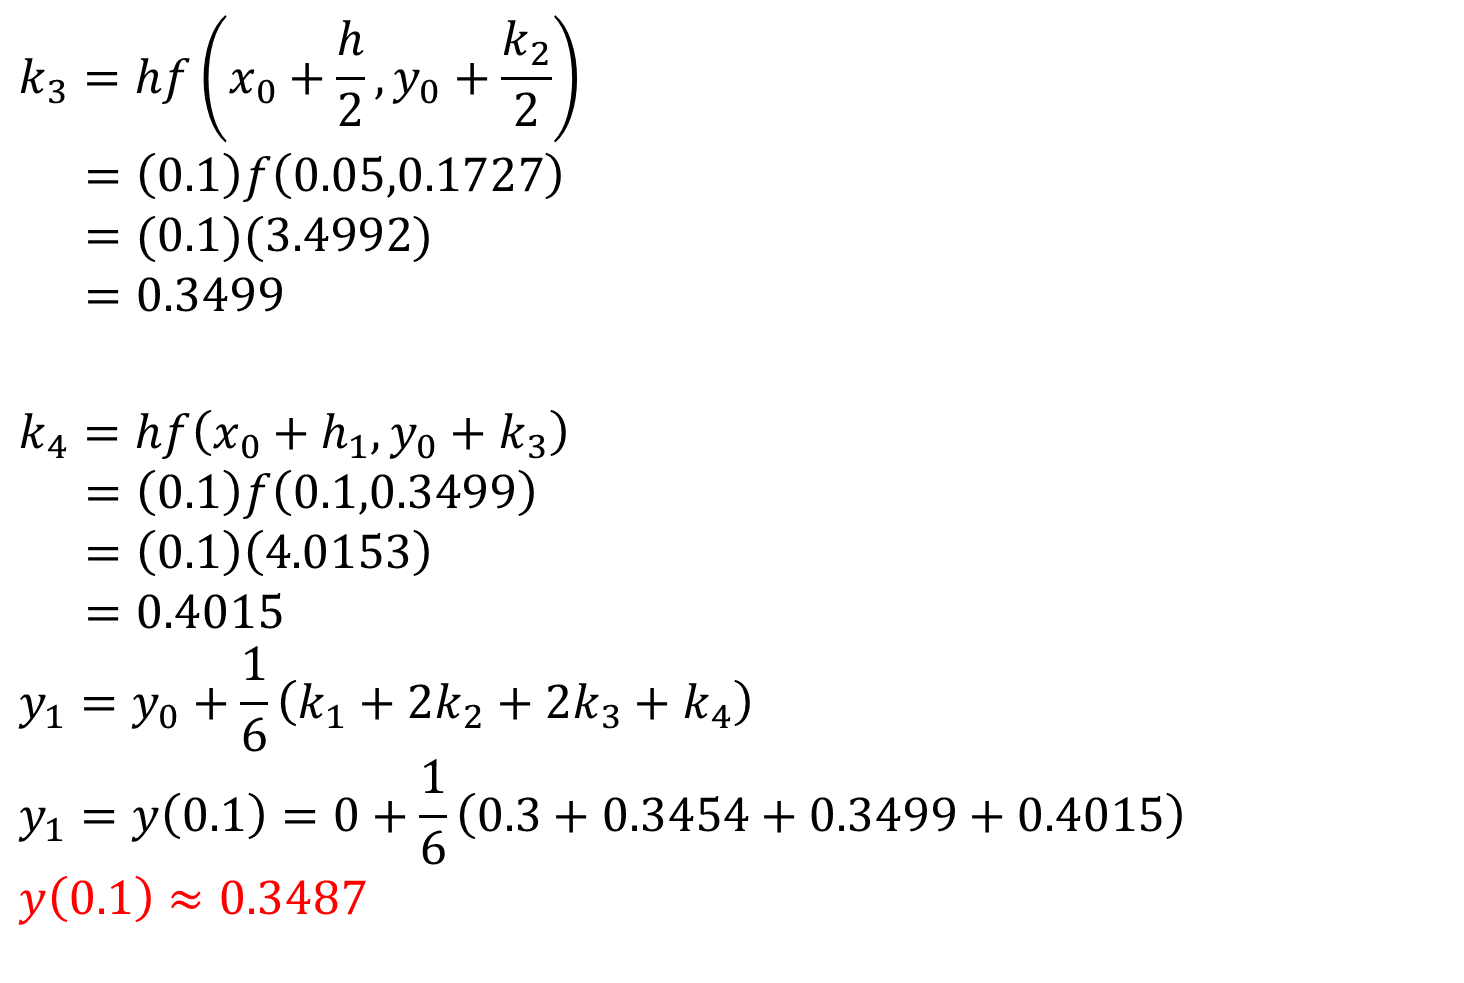 k₃ = hf(x₀ + h/2, y₀ + k₂/2)
= (0.1)f(0.05,0.1727)
= (0.1)(3.4992)
= 0.3499
k₄ = hf(x₀ + h₁, y₀ + k₃)
= (0.1)f(0.1,0.3499)
= (0.1)(4.0153)
= 0.4015
y₁ = y₀ + 1/6 (k₁ + 2k₂ + 2k₃ + k₄)
y₁ = y(0.1) = 0 + 1/6 (0.3 + 0.3454 + 0.3499 + 0.4015)
y(0.1) ≈ 0.3487